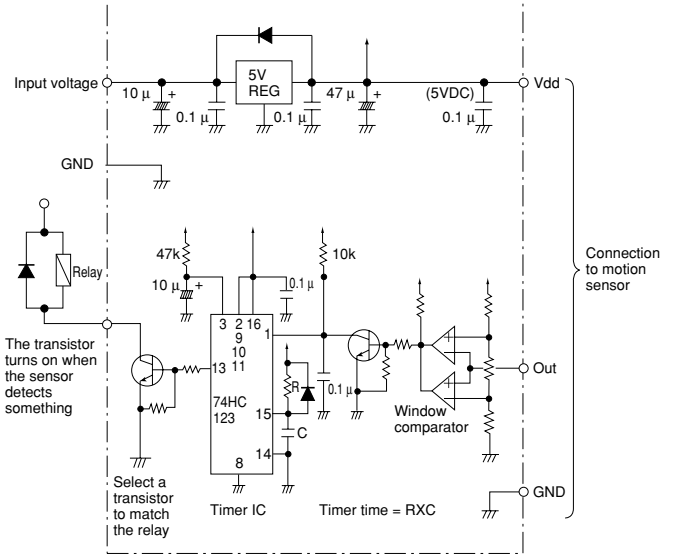 Input voltage
10 μ
+
0.1 μ
5V
REG
0.1 μ
47 μ
+
(5VDC)
0.1 μ
Vdd
GND
Relay
47k
10 μ
+
0.1 μ
10k
3
2
16
9
10
11
1
13
74HC
123
15
14
8
R
C
0.1 μ
Window
comparator
Out
GND
Connection
to motion
sensor
The transistor
turns on when
the sensor
detects
something
Select a
transistor
to match
the relay
Timer IC
Timer time = RXC